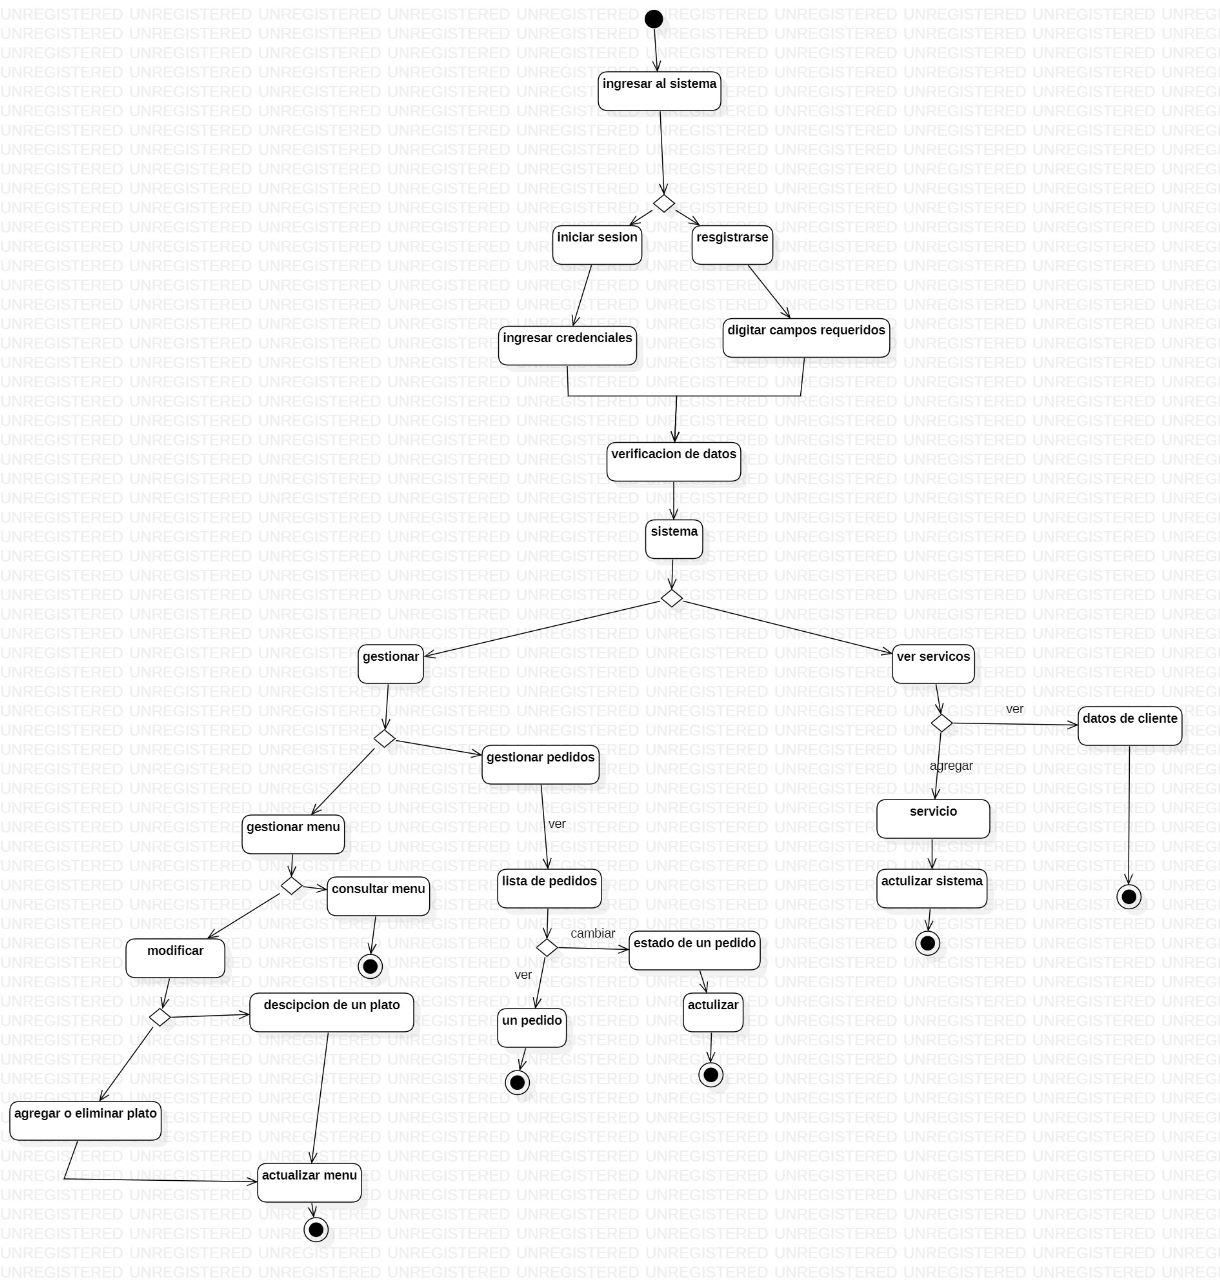 ingresar al sistema
iniciar sesion
resgistrarse
ingresar credenciales
digitar campos requeridos
verificacion de datos
sistema
gestionar
ver servicos
ver
datos de cliente
agregar
gestionar pedidos
gestionar menu
ver
servicio
consultar menu
lista de pedidos
actulizar sistema
cambiar
modificar
estado de un pedido
ver
descipcion de un plato
un pedido
actulizar
agregar o eliminar plato
actualizar menu
UNREGISTERED